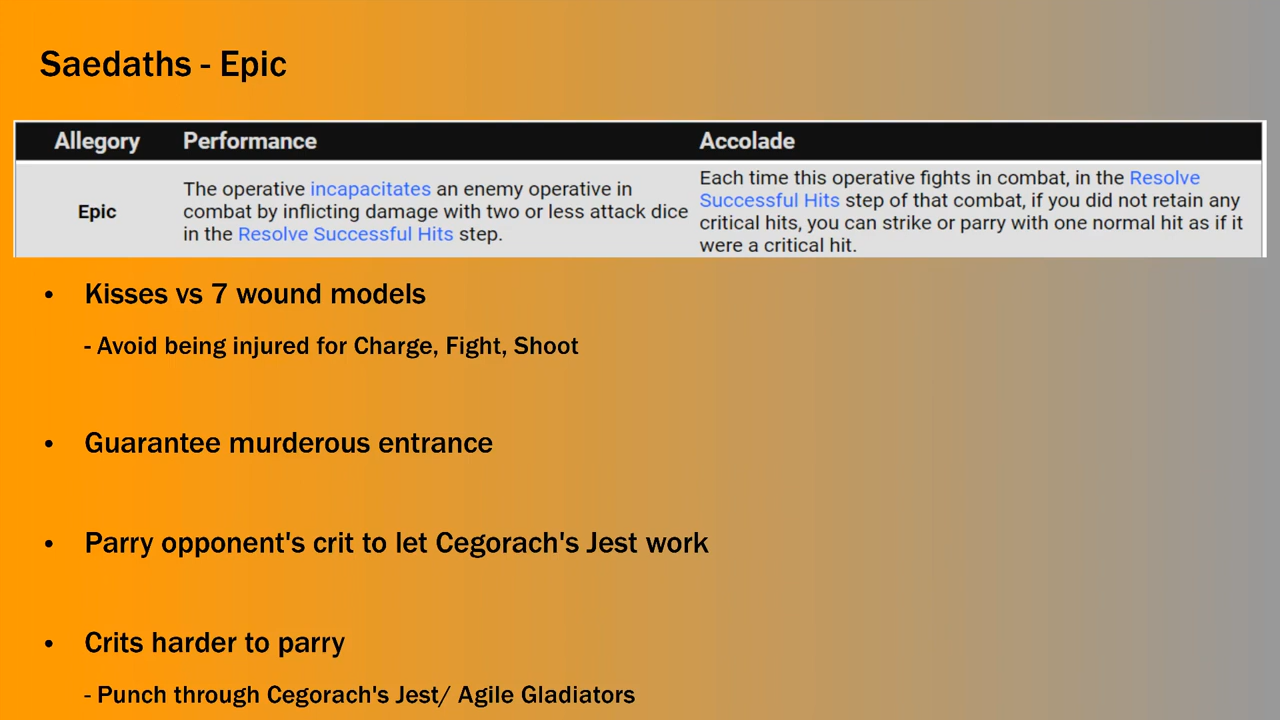 Saedaths - Epic
Allegory Performance Accolade
Epic
The operative incapacitates an enemy operative in
combat by inflicting damage with two or less attack dice
in the Resolve Successful Hits step.
Each time this operative fights in combat, in the Resolve
Successful Hits step of that combat, if you did not retain any
critical hits, you can strike or parry with one normal hit as if it
were a critical hit.
• Kisses vs 7 wound models
- Avoid being injured for Charge, Fight, Shoot
• Guarantee murderous entrance
• Parry opponent's crit to let Cegorach's Jest work
• Crits harder to parry
- Punch through Cegorach's Jest/ Agile Gladiators